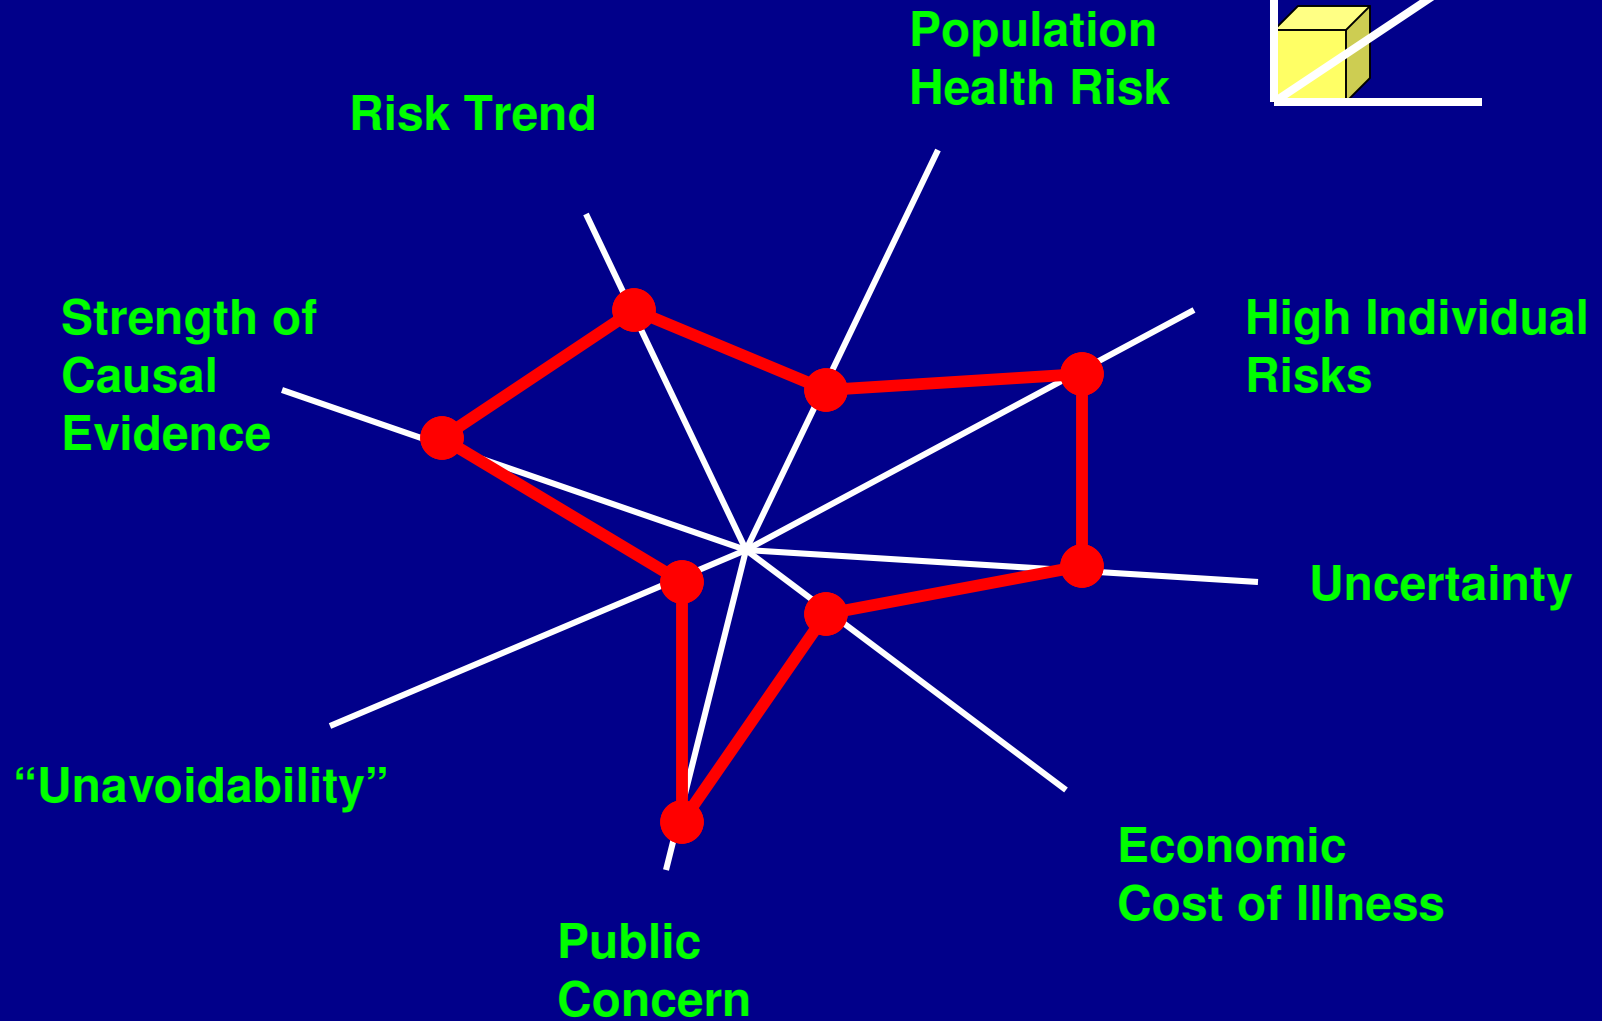 Population
Health Risk
Risk Trend
Strength of
Causal
Evidence
High Individual
Risks
Uncertainty
“Unavoidability”
Economic
Cost of Illness
Public
Concern